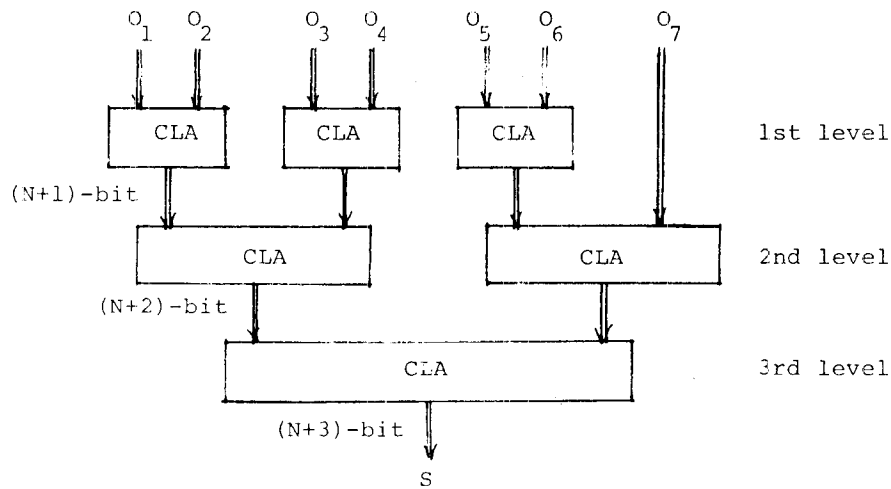 O1 O2 O3 O4 O5 O6 O7
CLA CLA CLA 1st level
(N+1)-bit
CLA CLA 2nd level
(N+2)-bit
CLA 3rd level
(N+3)-bit
S